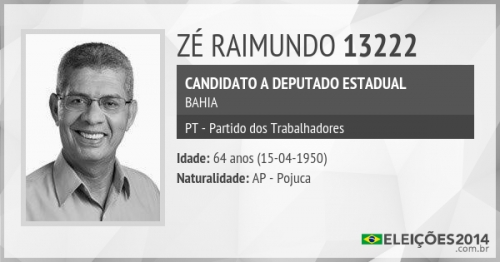 ZÉ RAIMUNDO 13222
CANDIDATO A DEPUTADO ESTADUAL
BAHIA
PT - Partido dos Trabalhadores
Idade: 64 anos (15-04-1950)
Naturalidade: AP - Pojuca
ELEIÇÕES2014
.com.br